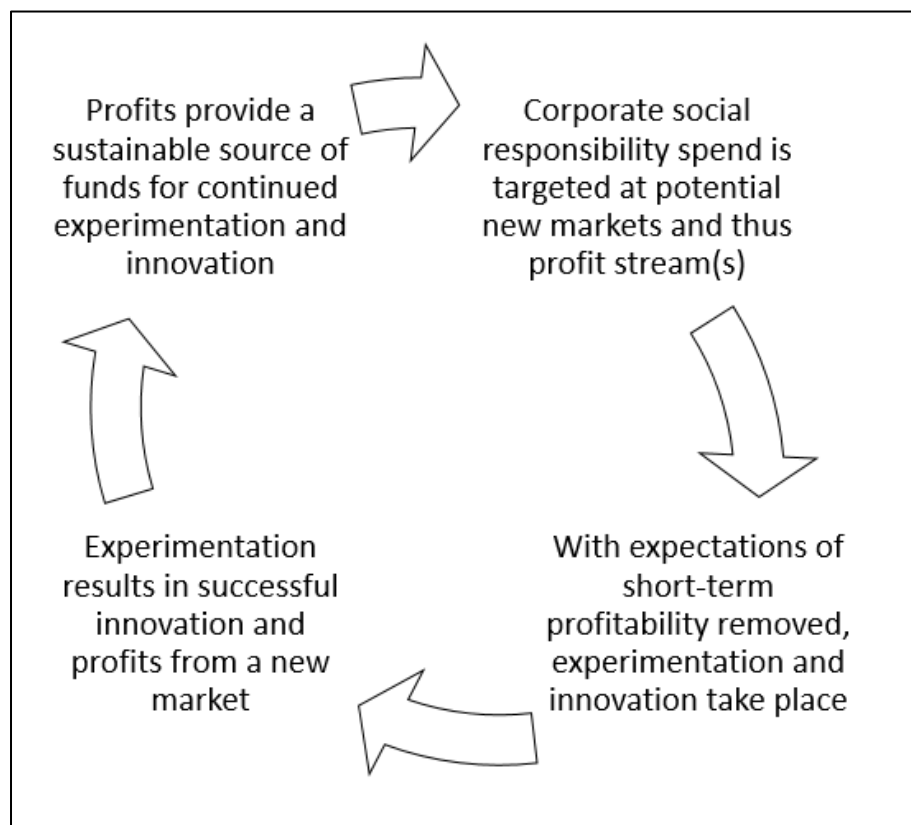 Profits provide a
sustainable source of
funds for continued
experimentation and
innovation
Corporate social
responsibility spend is
targeted at potential
new markets and thus
profit stream(s)
With expectations of
short-term
profitability removed,
experimentation and
innovation take place
Experimentation
results in successful
innovation and
profits from a new
market